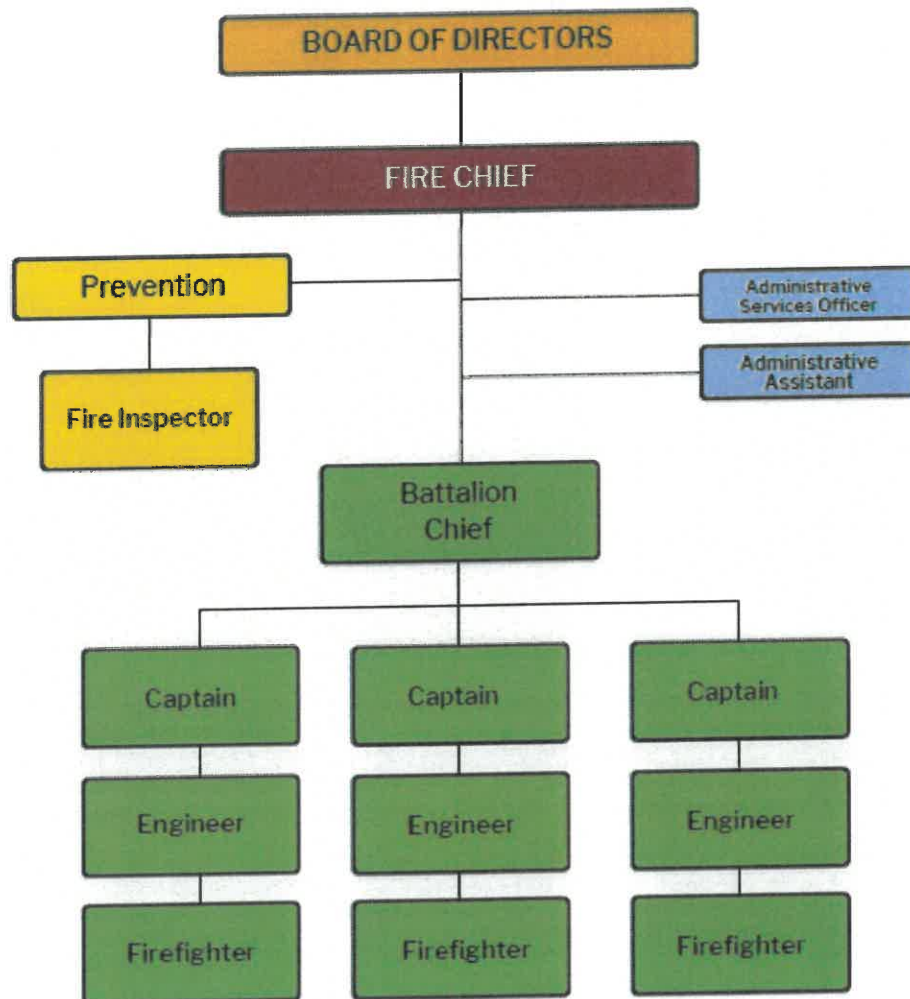 BOARD OF DIRECTORS
FIRE CHIEF
Prevention
Administrative
Services Officer
Administrative
Assistant
Fire Inspector
Battalion
Chief
Captain
Captain
Captain
Engineer
Engineer
Engineer
Firefighter
Firefighter
Firefighter